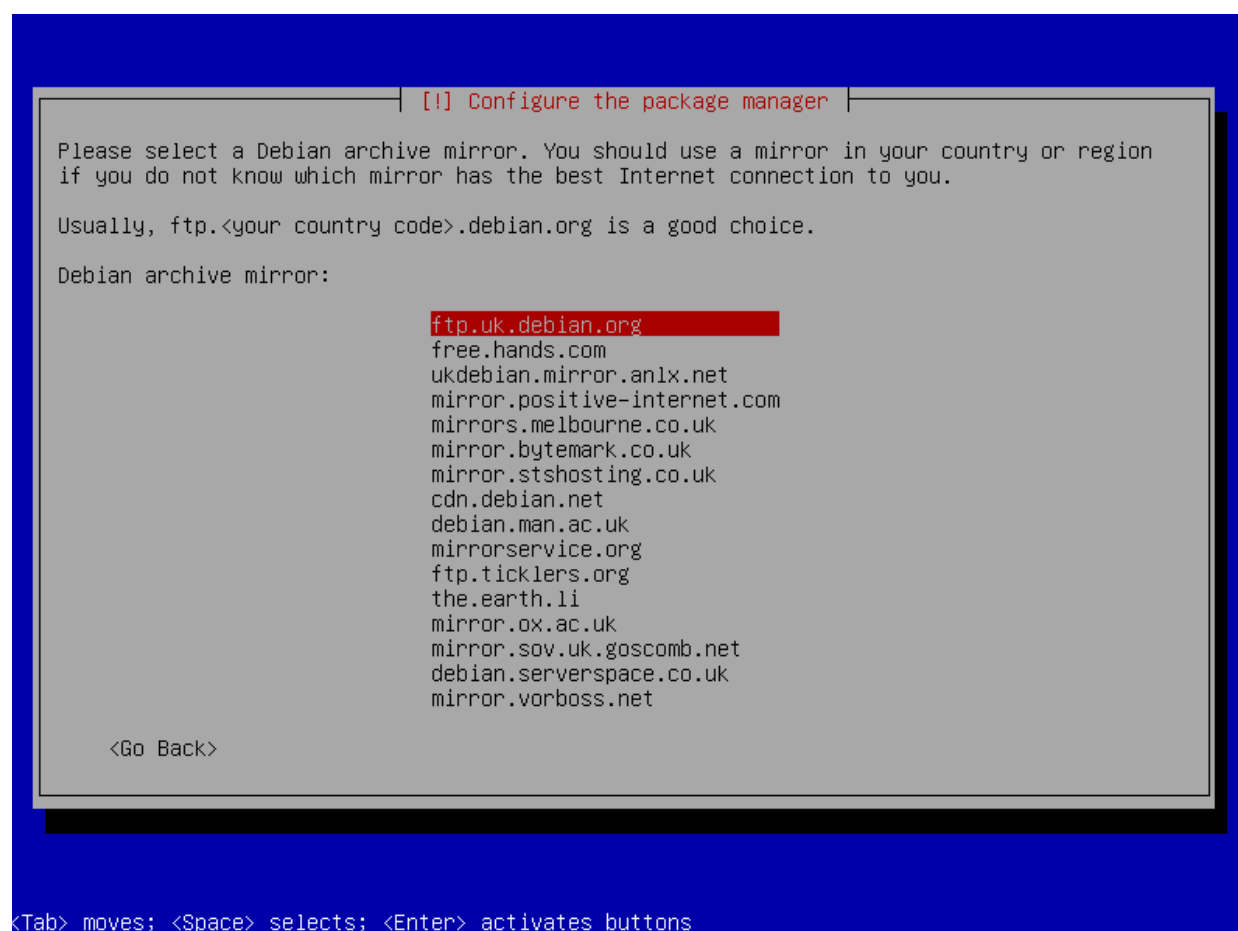 [!] Configure the package manager
Please select a Debian archive mirror. You should use a mirror in your country or region
if you do not know which mirror has the best Internet connection to you.
Usually, ftp.<your country code>.debian.org is a good choice.
Debian archive mirror:
ftp.uk.debian.org
free.hands.com
ukdebian.mirror.anlx.net
mirror.positive-internet.com
mirrors.melbourne.co.uk
mirror.bytemark.co.uk
mirror.stshosting.co.uk
cdn.debian.net
debian.man.ac.uk
mirrorservice.org
ftp.ticklers.org
the.earth.li
mirror.ox.ac.uk
mirror.sov.uk.goscomb.net
debian.serverspace.co.uk
mirror.vorboss.net
<Go Back>
<Tab> moves; <Space> selects; <Enter> activates buttons